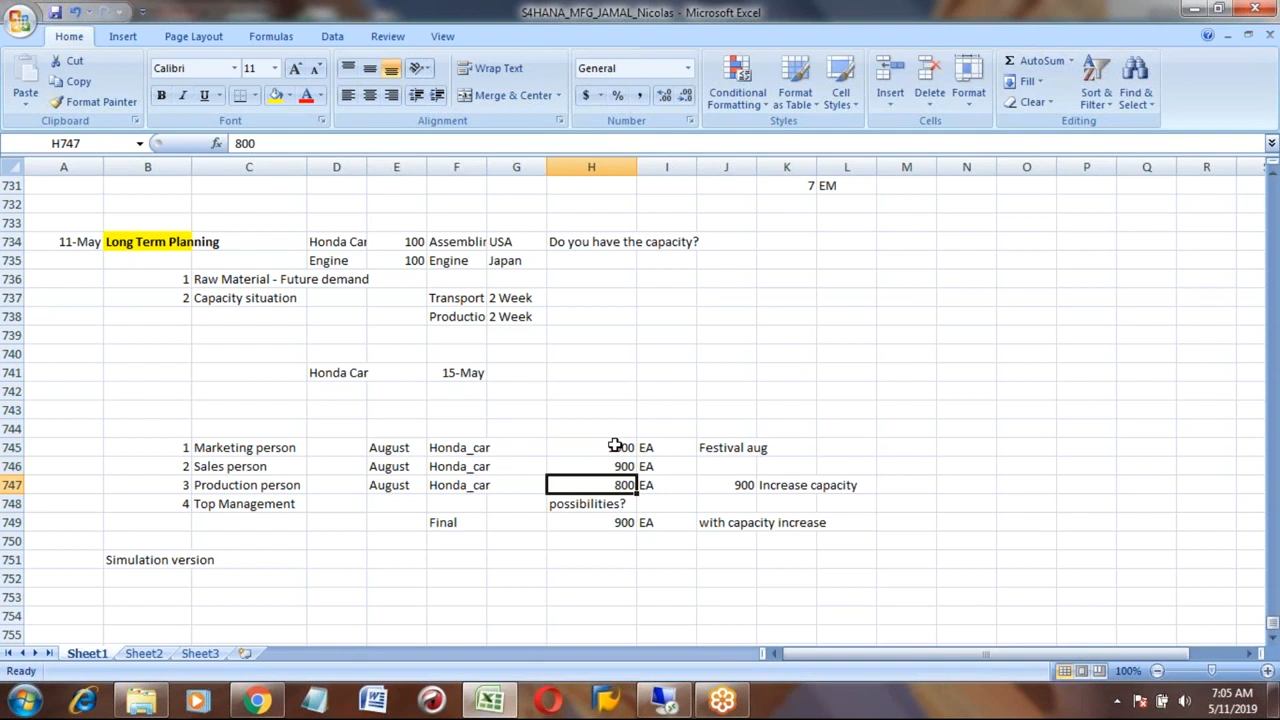 S4HANA_MFG_JAMAL_Nicolas - Microsoft Excel
Home Insert Page Layout Formulas Data Review View
Cut
Copy
Format Painter
Paste
Clipboard
Calibri 11
B I U
Font
Wrap Text
Merge & Center
Alignment
General
$ % ,
Number
Conditional Formatting
Format as Table
Cell Styles
Styles
Insert Delete Format
Cells
AutoSum
Fill
Clear
Sort & Filter
Find & Select
Editing
H747 fx 800
A B C D E F G H I J K L M N O P Q R
731 7 EM
732
733
734 11-May Long Term Planning Honda Car 100 Assemblin USA Do you have the capacity?
735 Engine 100 Engine Japan
736 1 Raw Material - Future demand
737 2 Capacity situation Transport 2 Week
738 Productio 2 Week
739
740
741 Honda Car 15-May
742
743
744
745 1 Marketing person August Honda_car EA Festival aug
746 2 Sales person August Honda_car 900 EA
747 3 Production person August Honda_car 800 EA 900 Increase capacity
748 4 Top Management possibilities?
749 Final 900 EA with capacity increase
750
751 Simulation version
752
753
754
755
Sheet1 Sheet2 Sheet3
Ready 100%
7:05 AM
5/11/2019